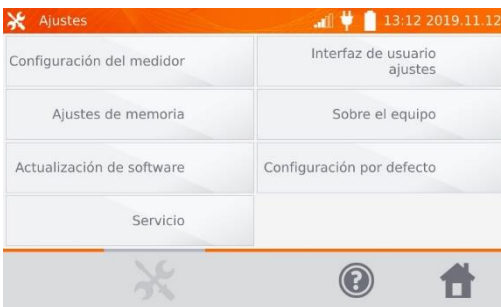 Ajustes
13:12 2019.11.12
Configuración del medidor
Interfaz de usuario
ajustes
Ajustes de memoria
Sobre el equipo
Actualización de software
Configuración por defecto
Servicio
?